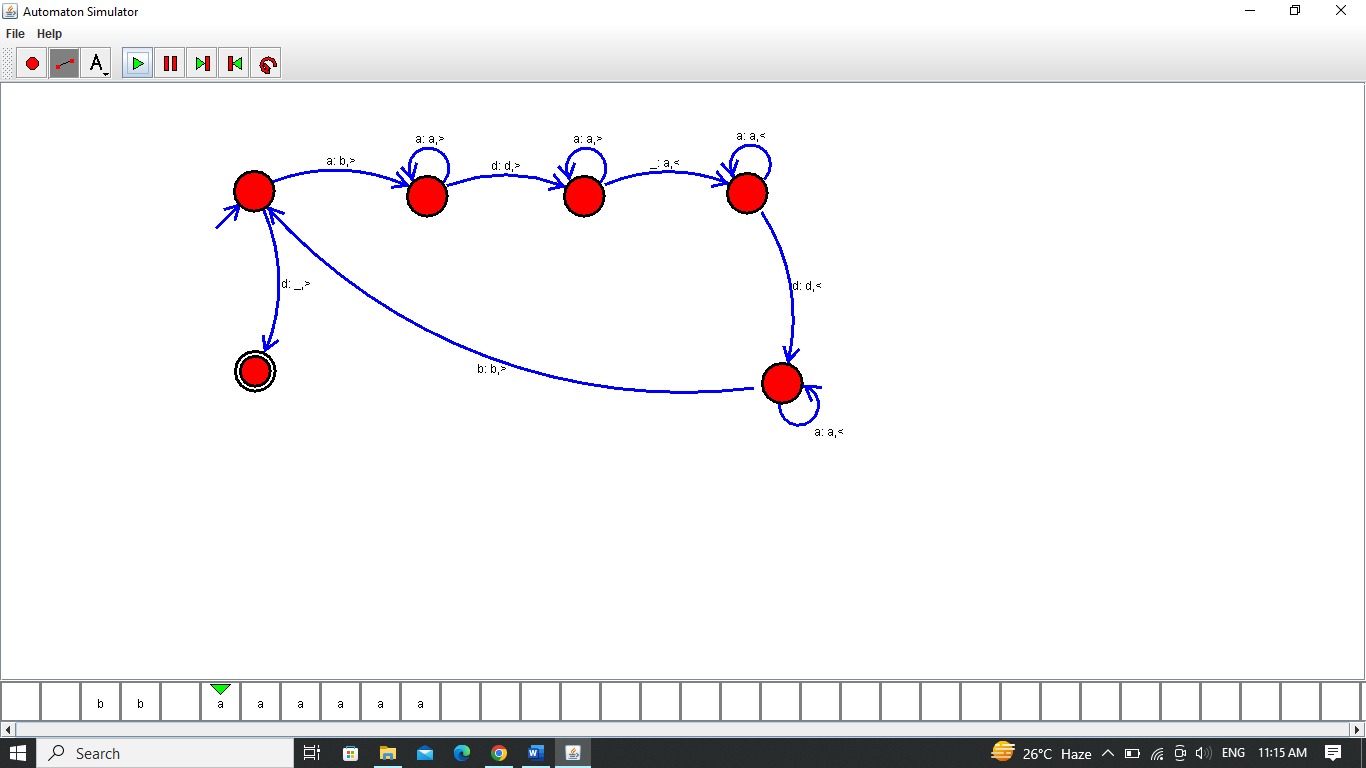 Automaton Simulator
File Help
A
a: b,>
a: a,>
d: d,>
a: a,>
_: a,<
a: a,<
d: _,>
d: d,<
b: b,>
a: a,<
b b a a a a a a
Search
26°C Haze
ENG
11:15 AM